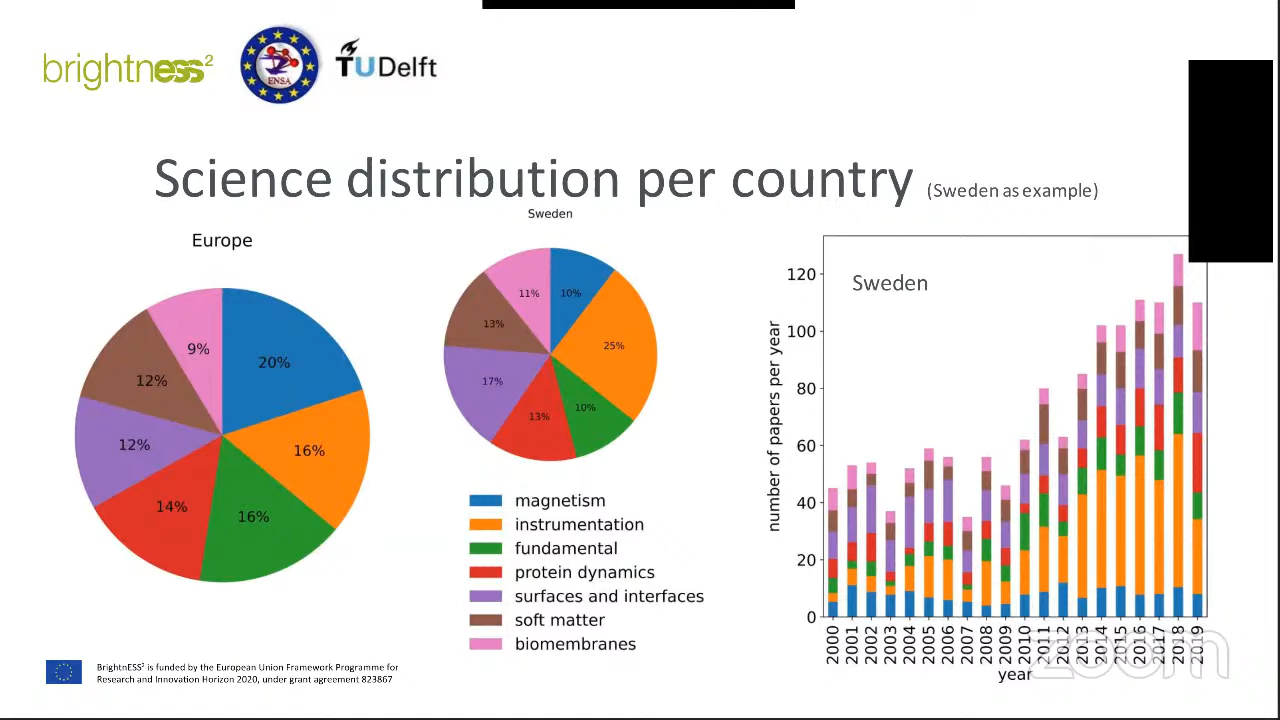 brightness²
ENSA
TUDelft
Science distribution per country (Sweden as example)
Europe
20%
16%
16%
14%
12%
12%
9%
Sweden
10%
25%
10%
13%
17%
13%
11%
magnetism
instrumentation
fundamental
protein dynamics
surfaces and interfaces
soft matter
biomembranes
Sweden
number of papers per year
120
100
80
60
40
20
0
2000 2001 2002 2003 2004 2005 2006 2007 2008 2009 2010 2011 2012 2013 2014 2015 2016 2017 2018 2019
year
zoom
BrightnESS² is funded by the European Union Framework Programme for
Research and Innovation Horizon 2020, under grant agreement 823867